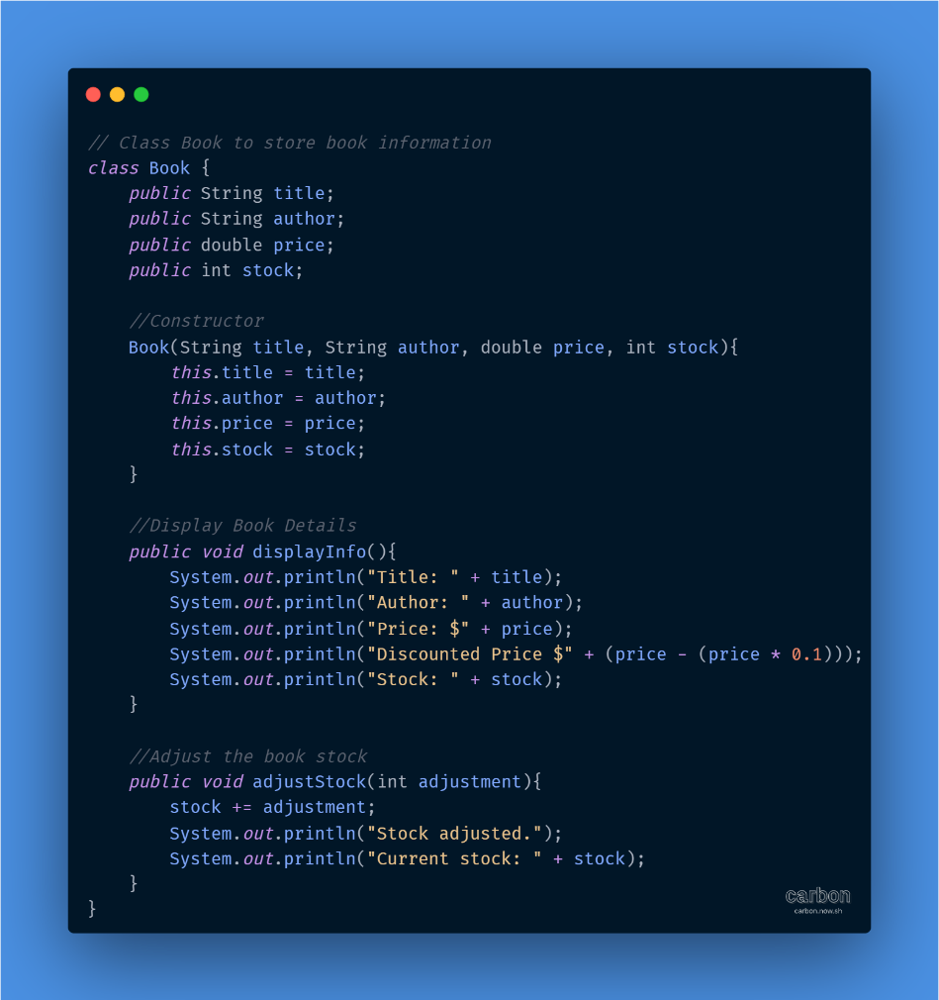 // Class Book to store book information
class Book {
    public String title;
    public String author;
    public double price;
    public int stock;

    //Constructor
    Book(String title, String author, double price, int stock){
        this.title = title;
        this.author = author;
        this.price = price;
        this.stock = stock;
    }

    //Display Book Details
    public void displayInfo(){
        System.out.println("Title: " + title);
        System.out.println("Author: " + author);
        System.out.println("Price: $" + price);
        System.out.println("Discounted Price $" + (price - (price * 0.1)));
        System.out.println("Stock: " + stock);
    }

    //Adjust the book stock
    public void adjustStock(int adjustment){
        stock += adjustment;
        System.out.println("Stock adjusted.");
        System.out.println("Current stock: " + stock);
    }
}
carbon
carbon.now.sh